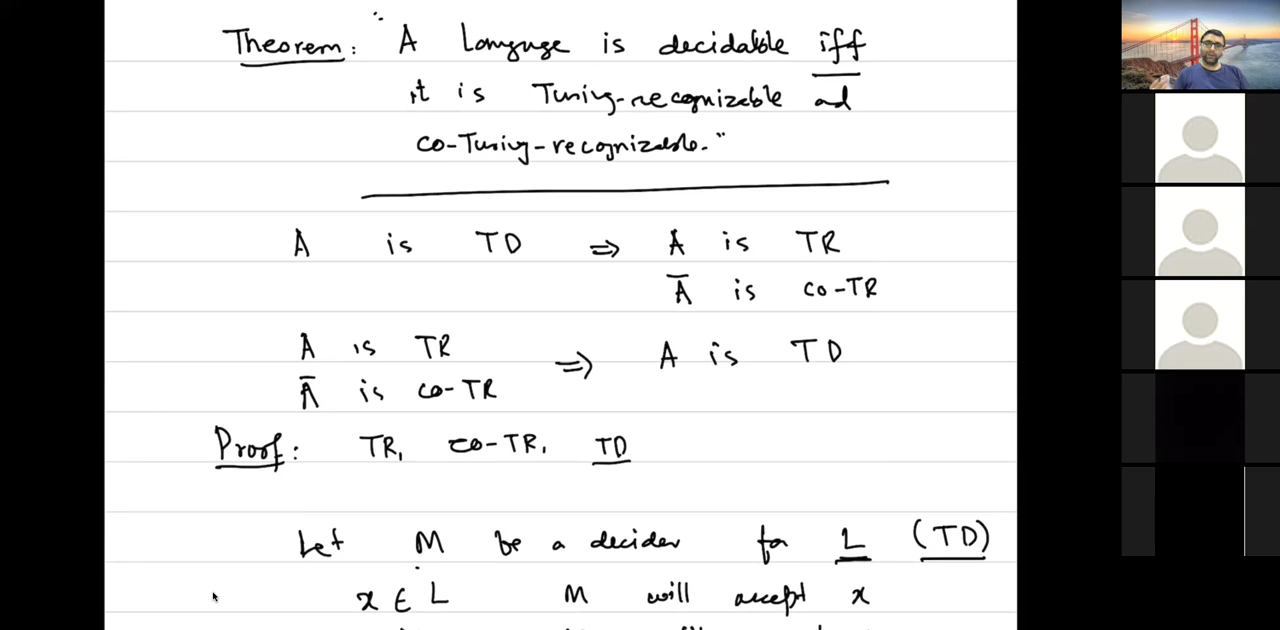 Theorem: "A Language is decidable iff
it is Turing-recognizable and
co-Turing-recognizable."
A is TD ⇒ A is TR
Ā is co-TR
A is TR
Ā is co-TR ⇒ A is TD
Proof: TR, co-TR, TD
Let M be a decider for L (TD)
x ∈ L M will accept x